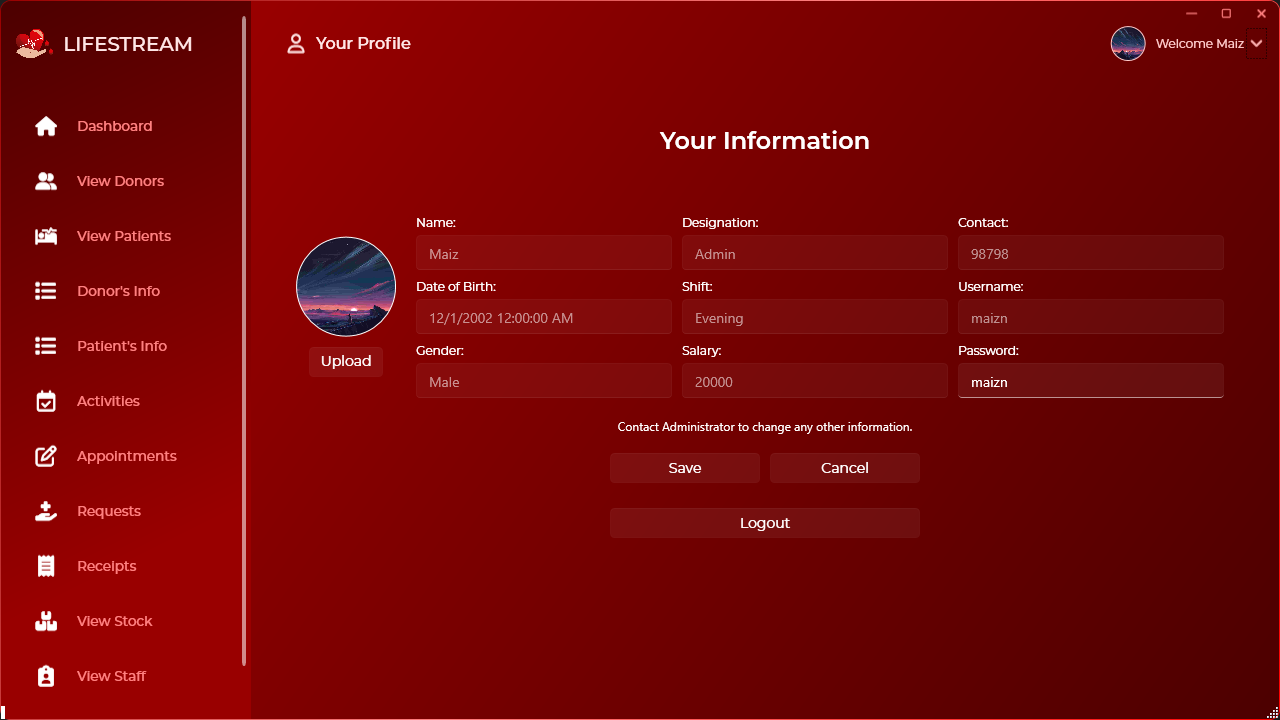 LIFESTREAM
Your Profile
Welcome Maiz
Dashboard
View Donors
View Patients
Donor's Info
Patient's Info
Activities
Appointments
Requests
Receipts
View Stock
View Staff
Your Information
Upload
Name:
Maiz
Designation:
Admin
Contact:
98798
Date of Birth:
12/1/2002 12:00:00 AM
Shift:
Evening
Username:
maizn
Gender:
Male
Salary:
20000
Password:
maizn
Contact Administrator to change any other information.
Save
Cancel
Logout